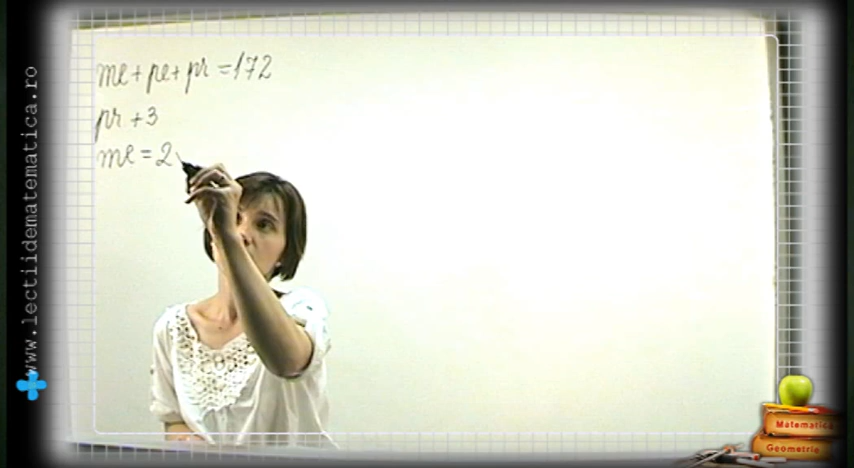 me + pe + pr = 172
pr + 3
me = 2
www.lectiidematematica.ro
Matematica
Geometrie